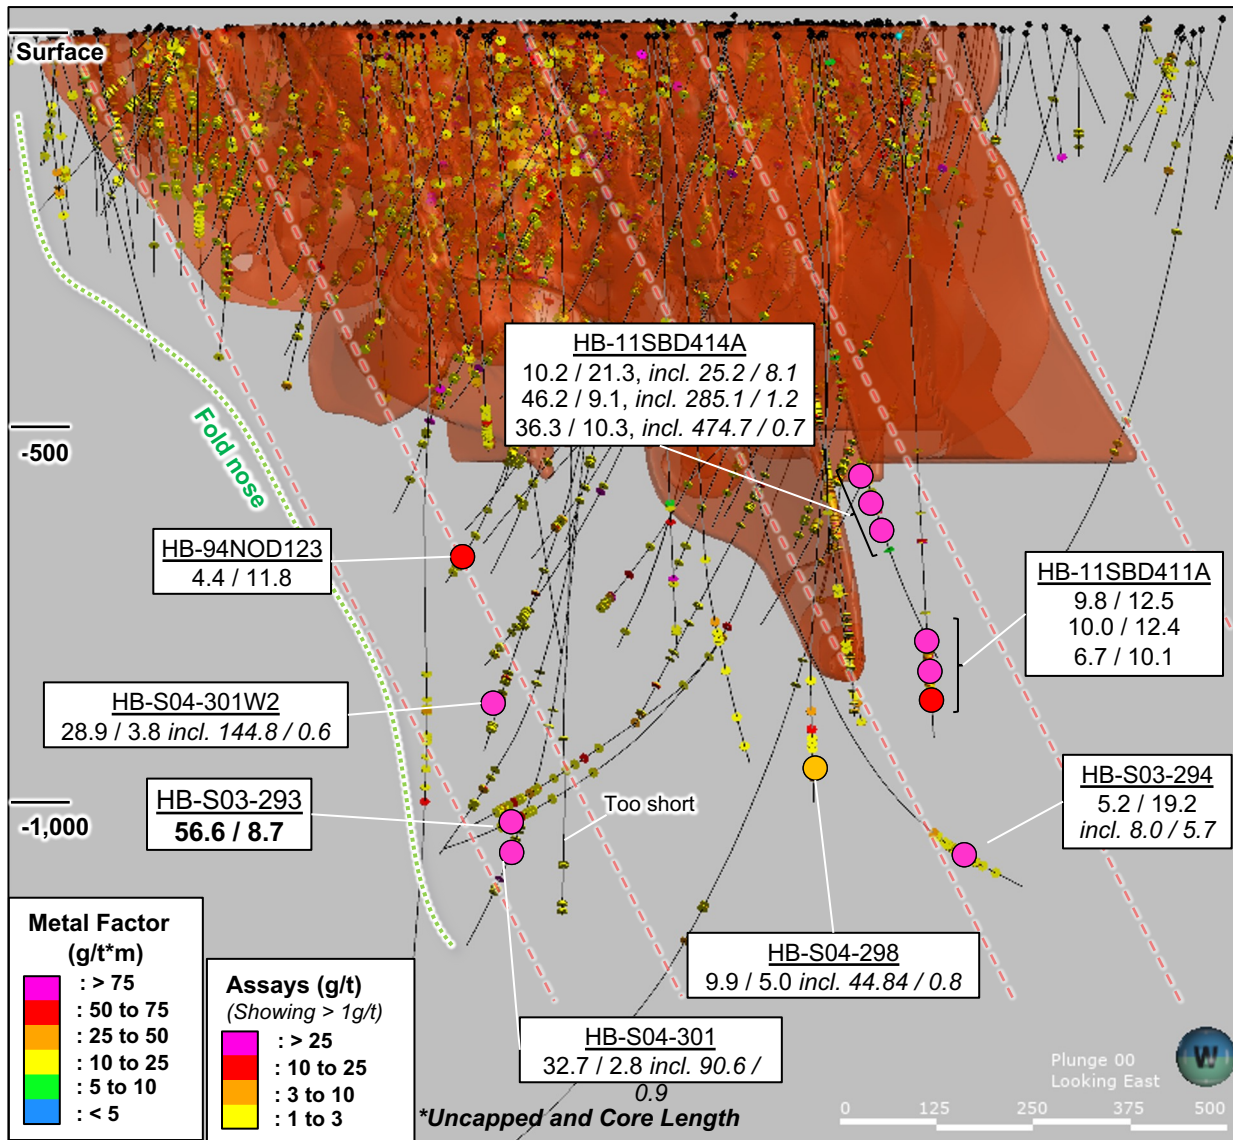 Surface
HB-11SBD414A
10.2 / 21.3, incl. 25.2 / 8.1
46.2 / 9.1, incl. 285.1 / 1.2
36.3 / 10.3, incl. 474.7 / 0.7
-500
Fold nose
HB-94NOD123
4.4 / 11.8
HB-11SBD411A
9.8 / 12.5
10.0 / 12.4
6.7 / 10.1
HB-S04-301W2
28.9 / 3.8 incl. 144.8 / 0.6
HB-S03-293
56.6 / 8.7
-1,000
Too short
HB-S03-294
5.2 / 19.2
incl. 8.0 / 5.7
HB-S04-298
9.9 / 5.0 incl. 44.84 / 0.8
HB-S04-301
32.7 / 2.8 incl. 90.6 /
0.9
*Uncapped and Core Length
Metal Factor
(g/t*m)
: > 75
: 50 to 75
: 25 to 50
: 10 to 25
: 5 to 10
: < 5
Assays (g/t)
(Showing > 1g/t)
: > 25
: 10 to 25
: 3 to 10
: 1 to 3
Plunge 00
Looking East
W
0 125 250 375 500